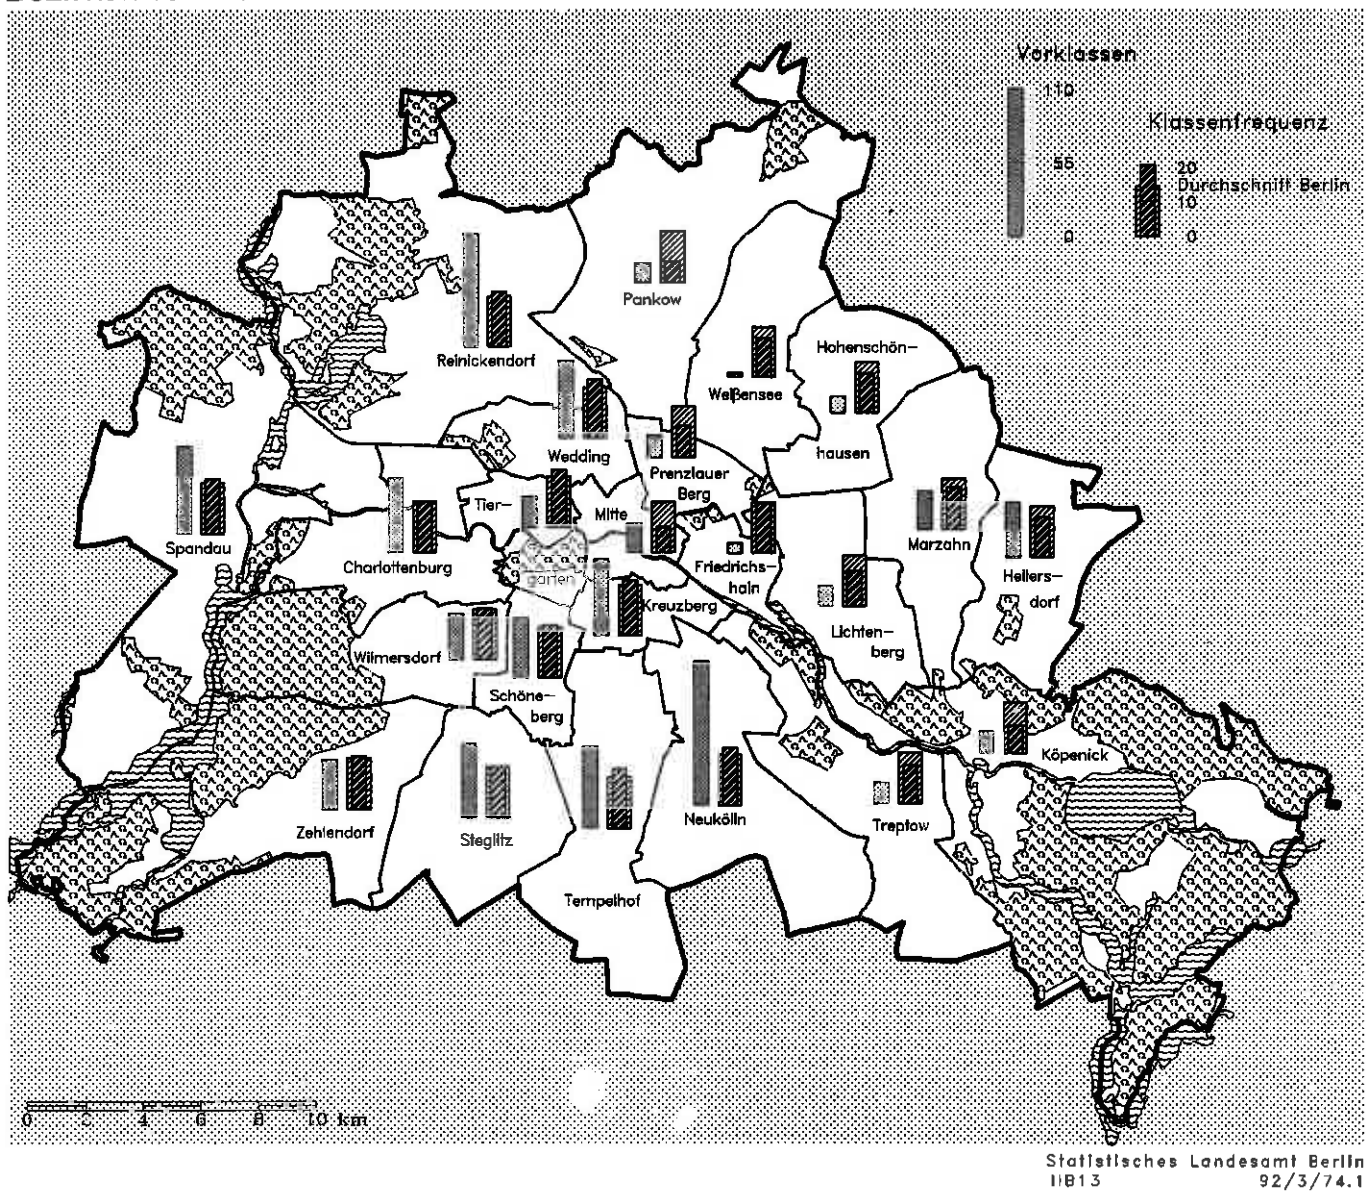 Vorklassen
110
Klassenfrequenz
55
20
Durchschnitt Berlin
10
0
0
Pankow
Reinickendorf
Hohenschön-
Weißensee
hausen
Wedding
Prenzlauer
Berg
Tier-
Mitte
Spandau
Charlottenburg
garten
Friedrichs-
hain
Marzahn
Hellers-
dorf
Kreuzberg
Lichten-
berg
Wilmersdorf
Schöne-
berg
Köpenick
Zehlendorf
Steglitz
Neukölln
Treptow
Tempelhof
0 2 4 6 8 10 km
Statistisches Landesamt Berlin
IIB13 92/3/74.1